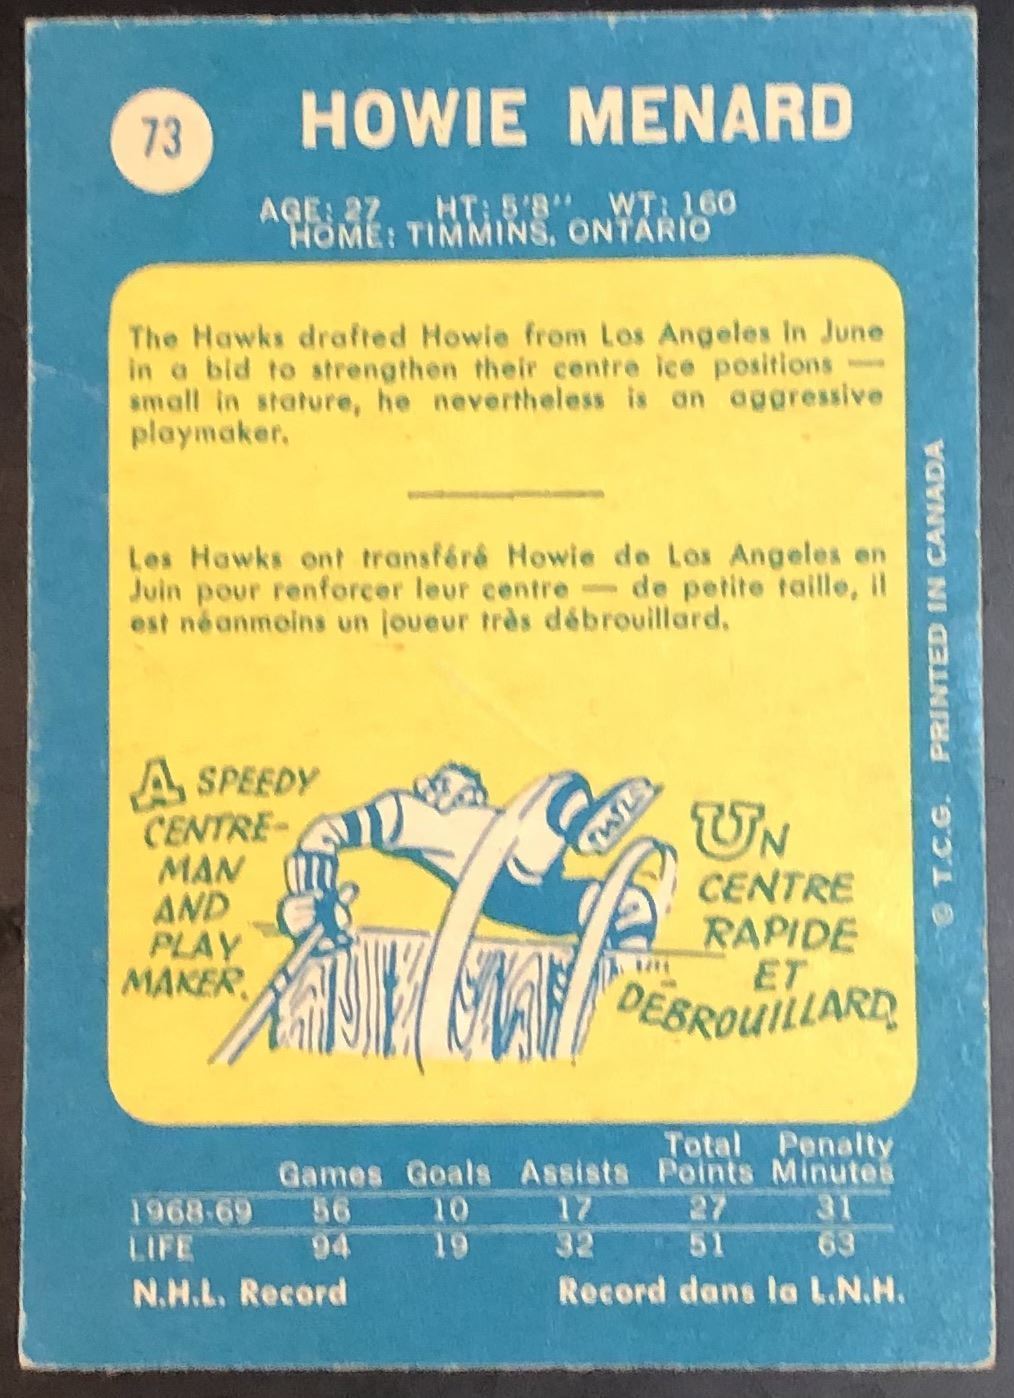 73
HOWIE MENARD
AGE: 27 HT: 5'8" WT: 160
HOME: TIMMINS, ONTARIO
The Hawks drafted Howie from Los Angeles in June
in a bid to strengthen their centre ice positions —
small in stature, he nevertheless is an aggressive
playmaker.
Les Hawks ont transféré Howie de Los Angeles en
Juin pour renforcer leur centre — de petite taille, il
est néanmoins un joueur très débrouillard.
A SPEEDY
CENTRE-
MAN
AND
PLAY
MAKER.
UN
CENTRE
RAPIDE
ET
DÉBROUILLARD.
© T.C.G. PRINTED IN CANADA
Total Penalty
Games Goals Assists Points Minutes
1968-69 56 10 17 27 31
LIFE 94 19 32 51 63
N.H.L. Record Record dans la L.N.H.